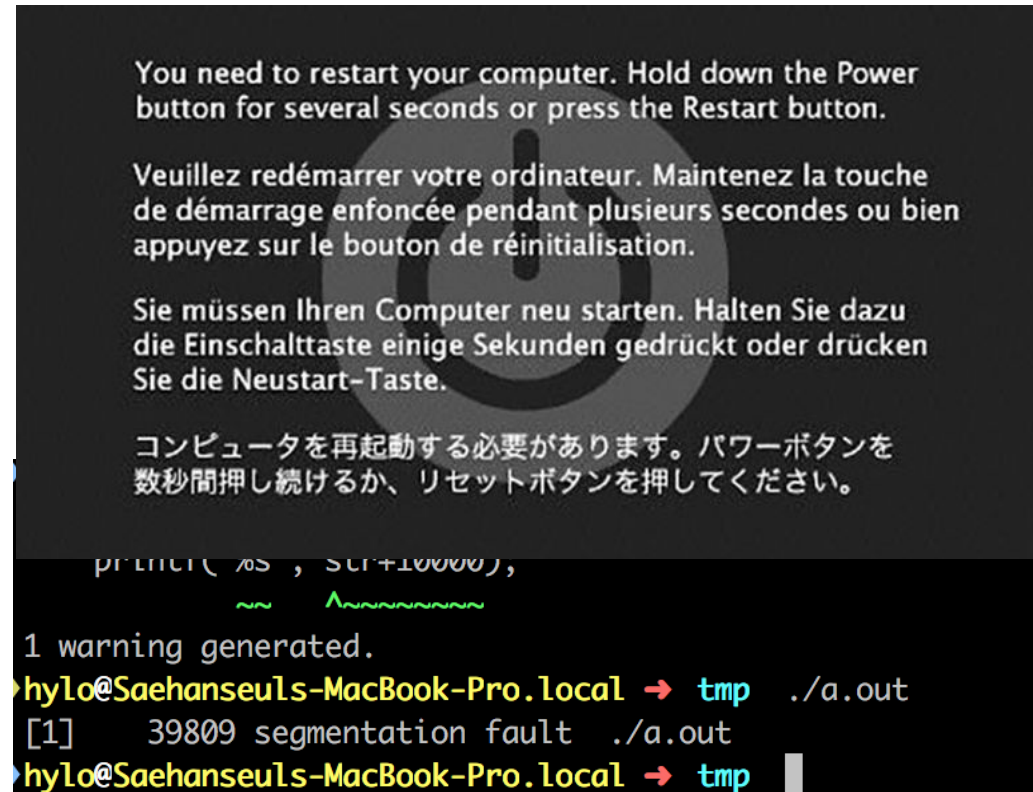 You need to restart your computer. Hold down the Power
button for several seconds or press the Restart button.
Veuillez redémarrer votre ordinateur. Maintenez la touche
de démarrage enfoncée pendant plusieurs secondes ou bien
appuyez sur le bouton de réinitialisation.
Sie müssen Ihren Computer neu starten. Halten Sie dazu
die Einschalttaste einige Sekunden gedrückt oder drücken
Sie die Neustart-Taste.
コンピュータを再起動する必要があります。パワーボタンを
数秒間押し続けるか、リセットボタンを押してください。
printf( %s , str+10000);
~~ ^~~~~~~~~
1 warning generated.
hylo@Saehanseuls-MacBook-Pro.local ➜ tmp ./a.out
[1] 39809 segmentation fault ./a.out
hylo@Saehanseuls-MacBook-Pro.local ➜ tmp